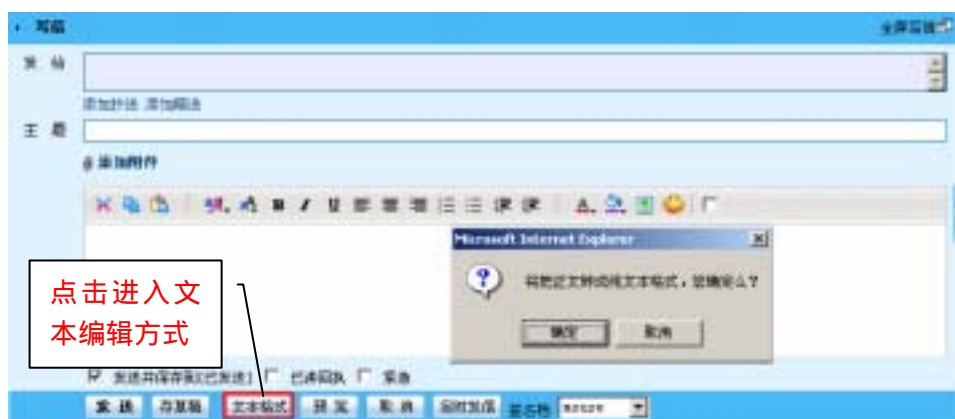 写信
全屏写信
发 给
添加抄送 添加暗送
主 题
添加附件
Microsoft Internet Explorer
将把正文转成纯文本格式，您确定么？
确定 取消
点击进入文
本编辑方式
发送并保存到[已发送] 已读回执 紧急
发 送 存草稿 文本格式 预 览 取 消 定时发信 签名档